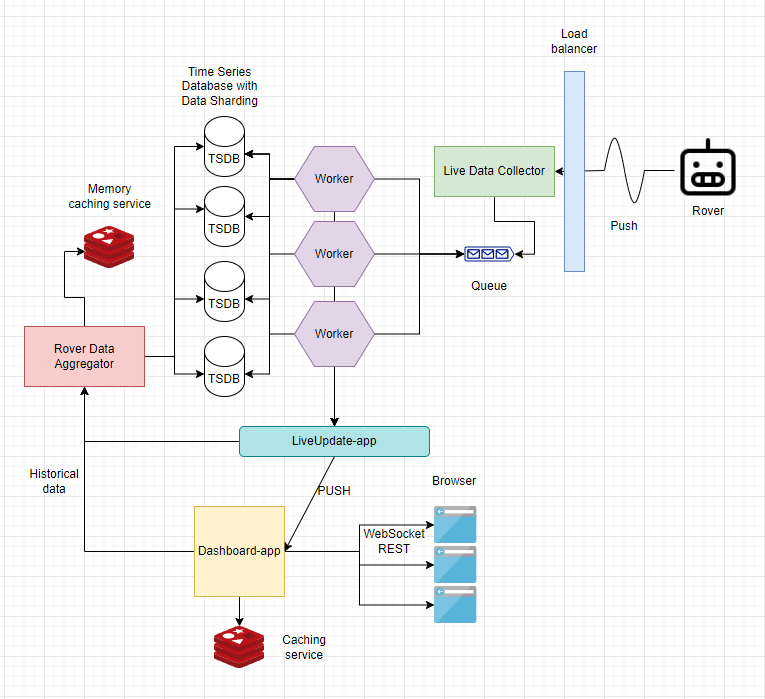 Load
balancer
Time Series
Database with
Data Sharding
TSDB
Worker
Live Data Collector
Memory
caching service
Rover
Push
TSDB
Worker
Queue
TSDB
Worker
Rover Data
Aggregator
TSDB
LiveUpdate-app
Historical
data
PUSH
Browser
WebSocket
REST
Dashboard-app
Caching
service